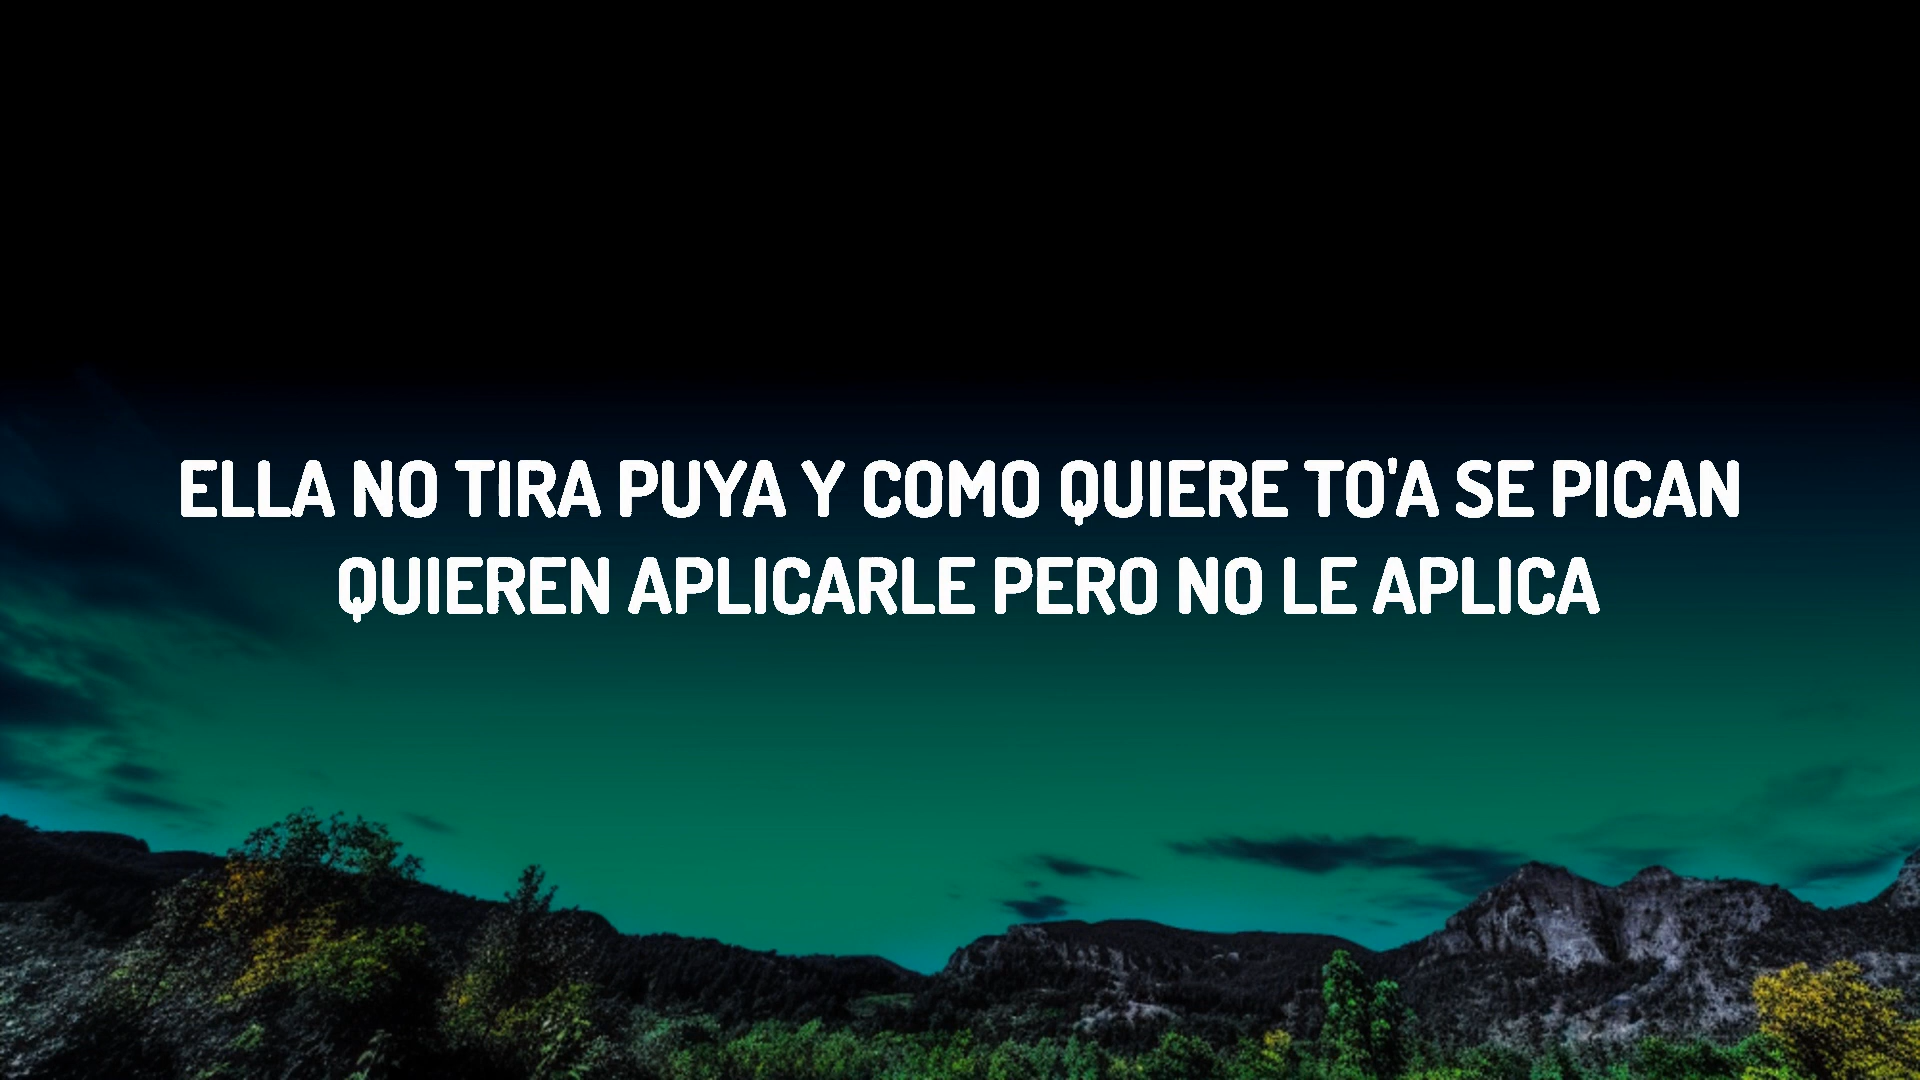 ELLA NO TIRA PUYA Y COMO QUIERE TO'A SE PICAN
QUIEREN APLICARLE PERO NO LE APLICA